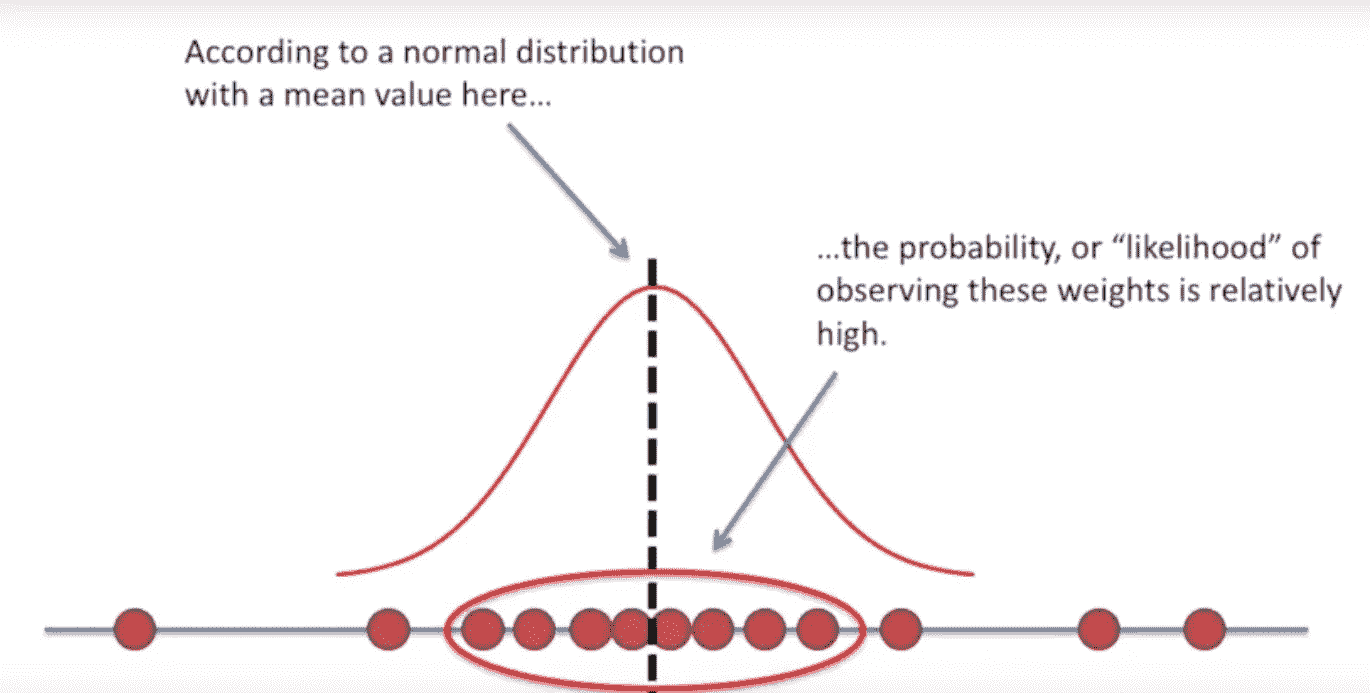 According to a normal distribution
with a mean value here...
...the probability, or “likelihood” of
observing these weights is relatively
high.